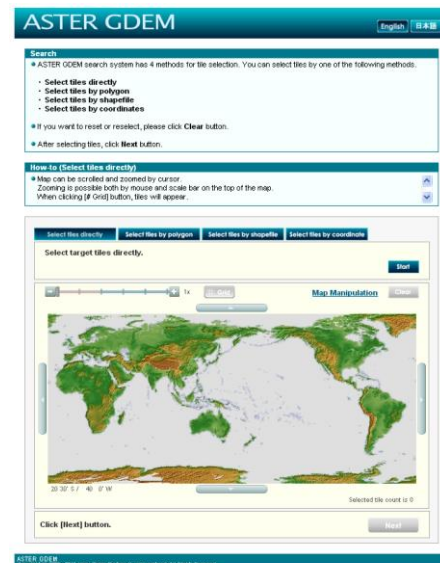 ASTER GDEM
English 日本語
Search
ASTER GDEM search system has 4 methods for tile selection. You can select tiles by one of the following methods.
· Select tiles directly
· Select tiles by polygon
· Select tiles by shapefile
· Select tiles by coordinates
If you want to reset or reselect, please click Clear button.
After selecting tiles, click Next button.
How-to (Select tiles directly)
Map can be scrolled and zoomed by cursor.
Zooming is possible both by mouse and scale bar on the top of the map.
When clicking [# Grid] button, tiles will appear.
Select tiles directly Select tiles by polygon Select tiles by shapefile Select tiles by coordinate
Select target tiles directly.
Start
1x # Grid Map Manipulation Clear
Selected tile count is 0
Click [Next] button.
Next
ASTER GDEM